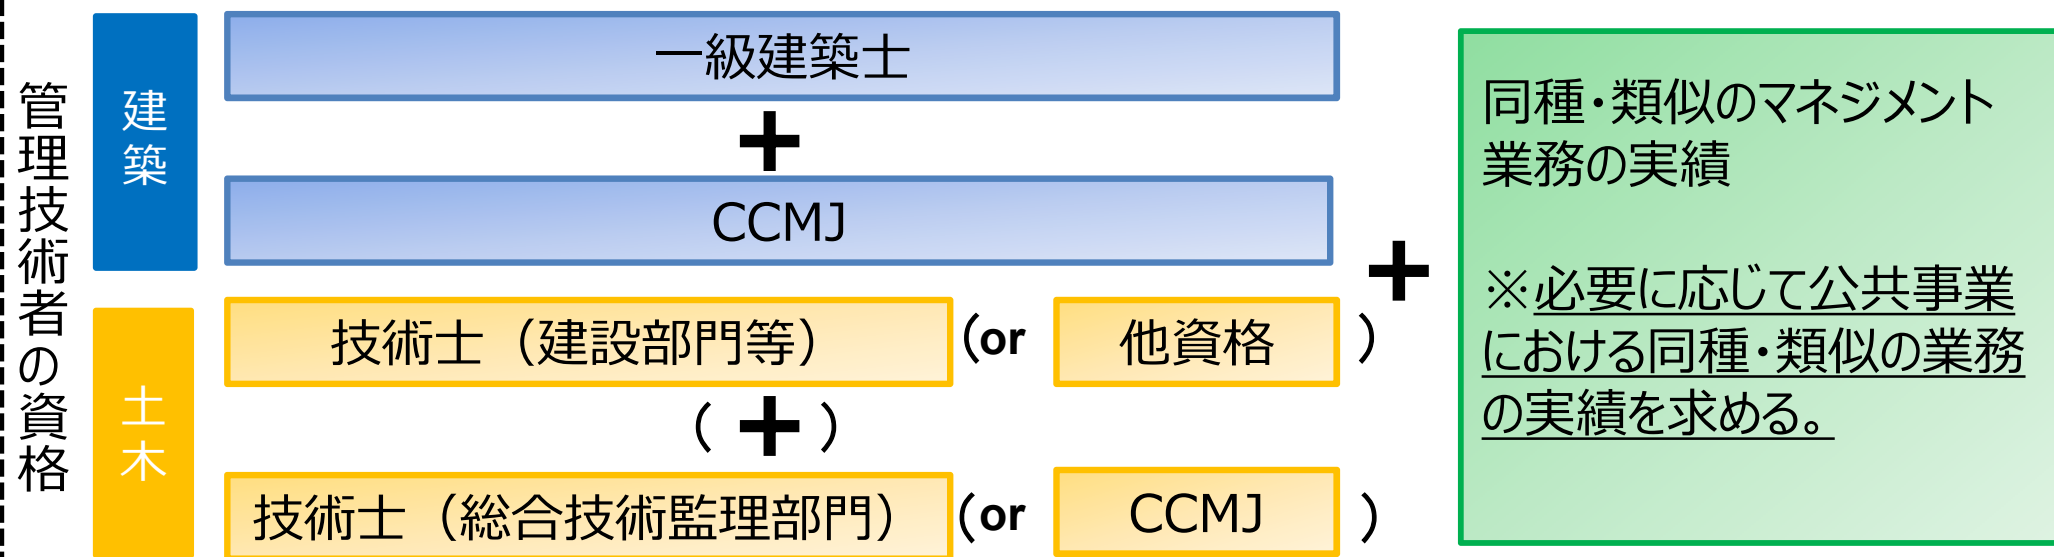 管理技術者の資格
建築
一級建築士
+
CCMJ
土木
技術士（建設部門等）
（or
他資格
）
（＋）
技術士（総合技術監理部門）
（or
CCMJ
）
+
同種・類似のマネジメント
業務の実績
※必要に応じて公共事業
における同種・類似の業務
の実績を求める。